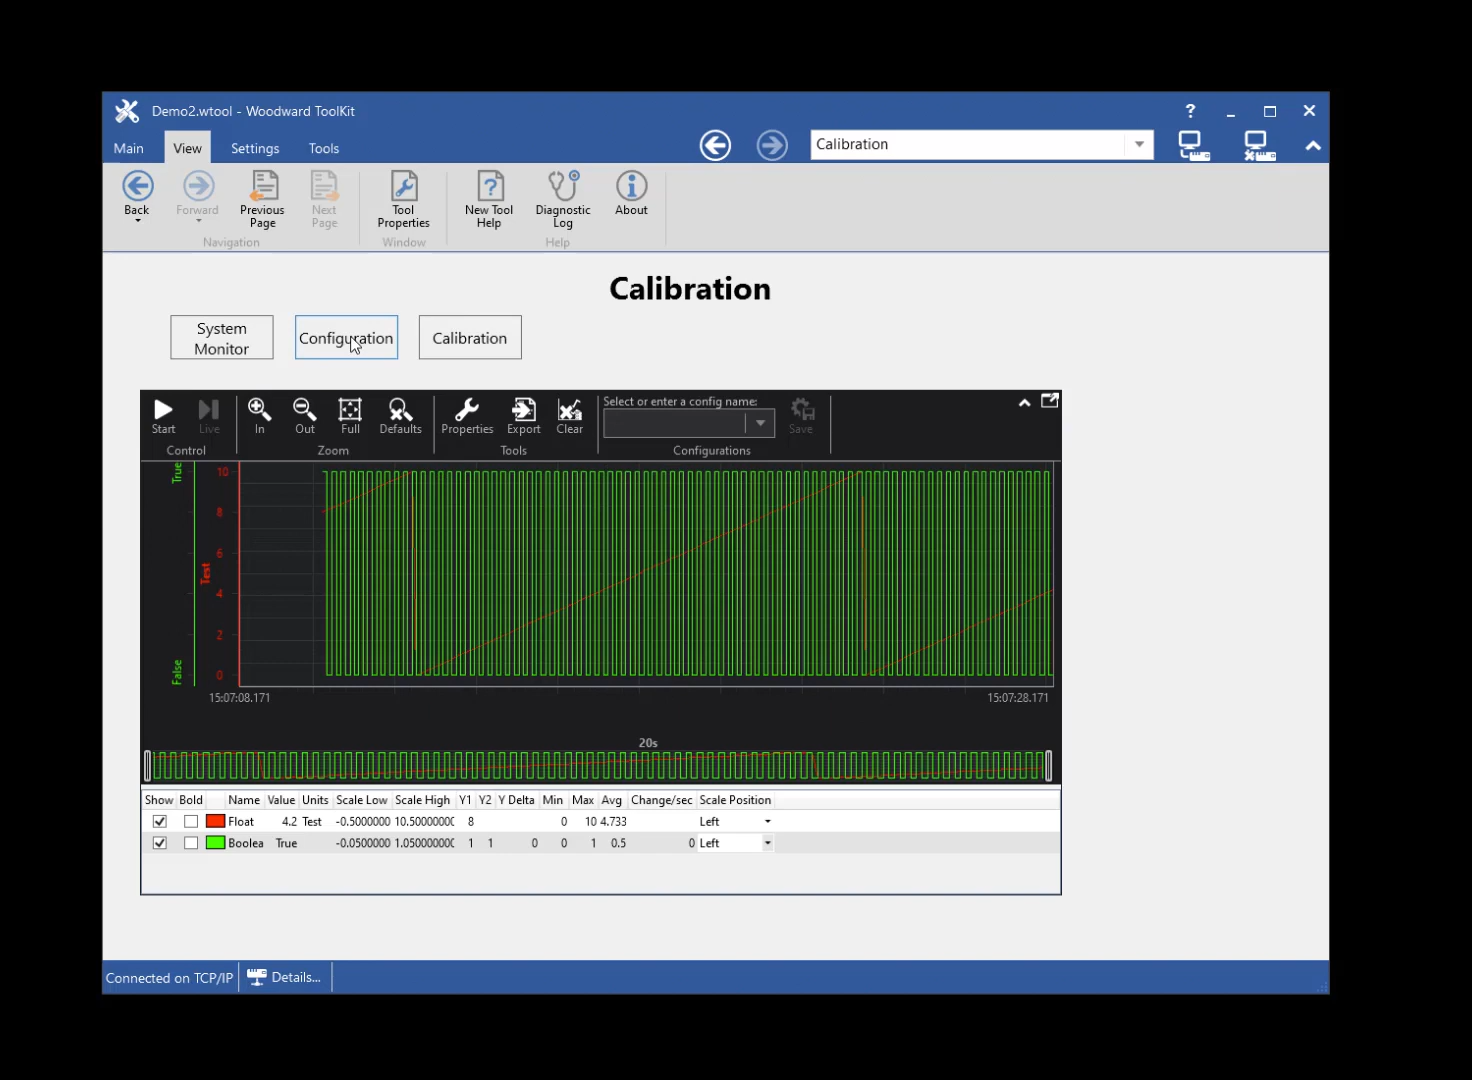 Demo2.wtool - Woodward ToolKit
?
Main View Settings Tools
Calibration
Back Forward Previous Page Next Page Tool Properties New Tool Help Diagnostic Log About
Navigation Window Help
Calibration
System Monitor Configuration Calibration
Select or enter a config name:
Start Live In Out Full Defaults Properties Export Clear Save
Control Zoom Tools Configurations
True
False
Test
10
8
6
4
2
0
15:07:08.171 15:07:28.171
20s
Show Bold Name Value Units Scale Low Scale High Y1 Y2 Y Delta Min Max Avg Change/sec Scale Position
Float 4.2 Test -0.5000000 10.5000000 8 0 10 4.733 Left
Boolea True -0.0500000 1.0500000 1 1 0 0 1 0.5 0 Left
Connected on TCP/IP Details...